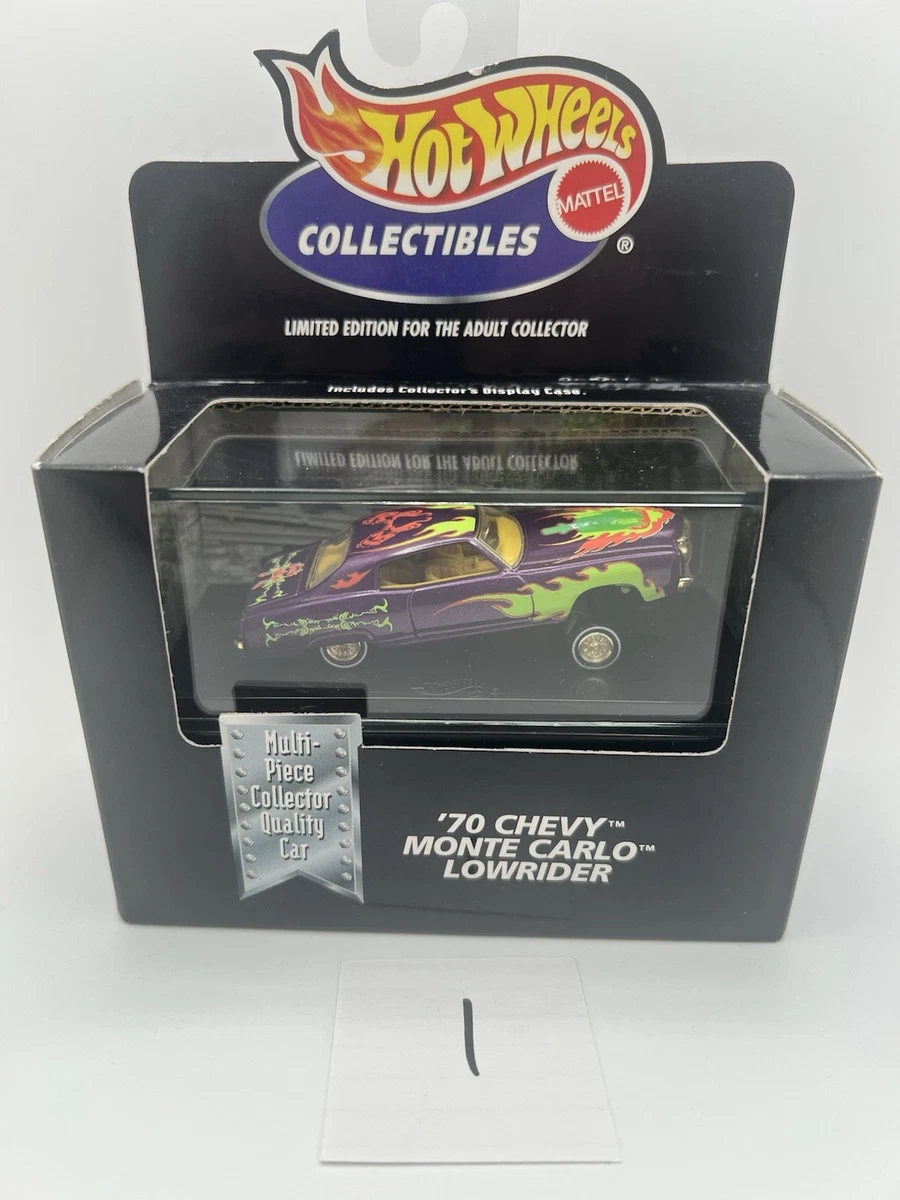 HOT WHEELS
MATTEL
COLLECTIBLES ®
LIMITED EDITION FOR THE ADULT COLLECTOR
Includes Collector's Display Case.
LIMITED EDITION FOR THE ADULT COLLECTOR
Multi-
Piece
Collector
Quality
Car
'70 CHEVY™
MONTE CARLO™
LOWRIDER
1